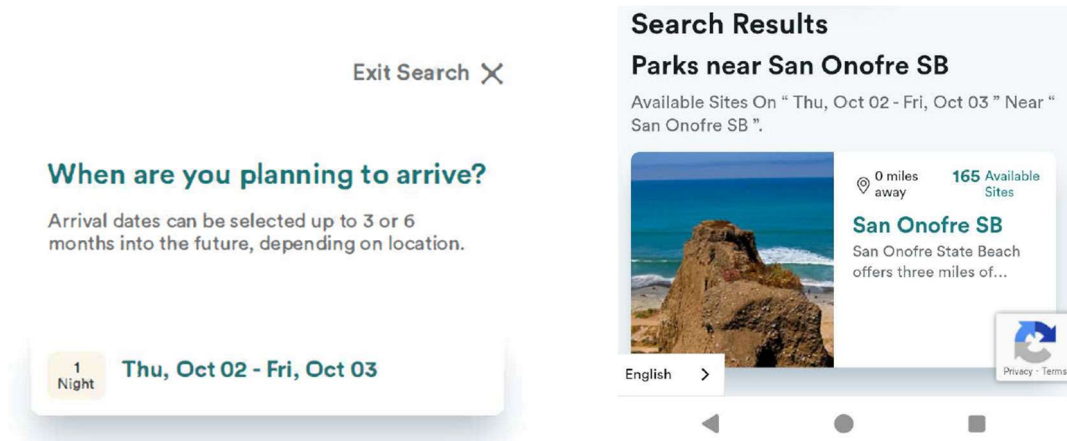 Exit Search
When are you planning to arrive?
Arrival dates can be selected up to 3 or 6
months into the future, depending on location.
1
Night
Thu, Oct 02 - Fri, Oct 03
Search Results
Parks near San Onofre SB
Available Sites On “ Thu, Oct 02 - Fri, Oct 03 ” Near “
San Onofre SB ”.
0 miles
away
165 Available
Sites
San Onofre SB
San Onofre State Beach
offers three miles of...
English
Privacy - Terms